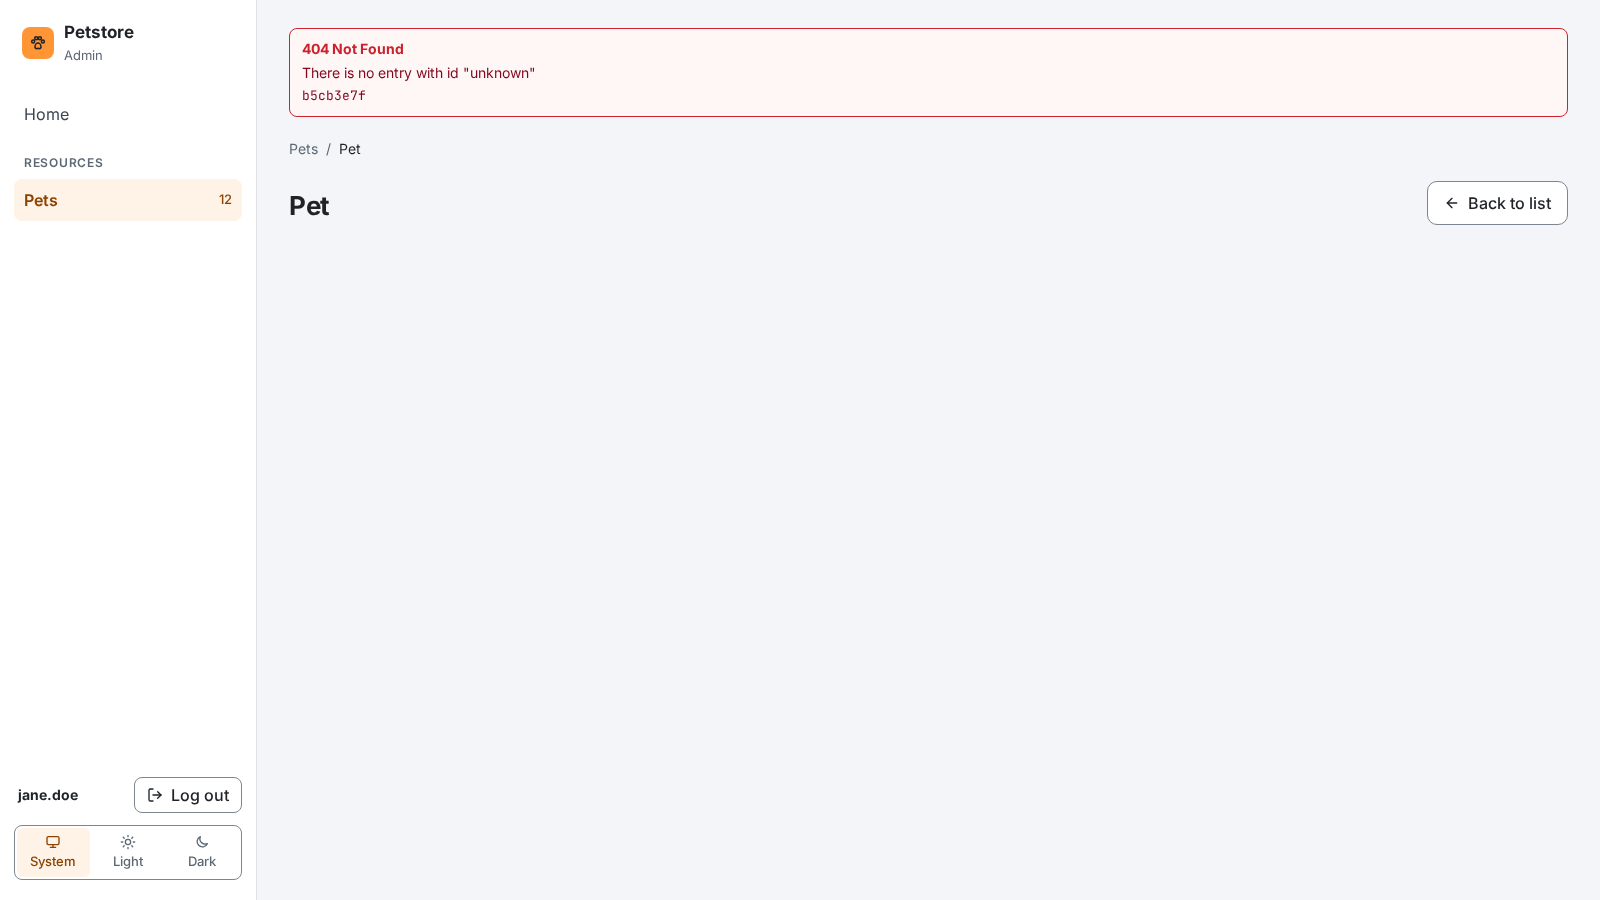 Petstore
Admin
Home
RESOURCES
Pets 12
jane.doe
Log out
System Light Dark
404 Not Found
There is no entry with id "unknown"
b5cb3e7f
Pets / Pet
Pet
Back to list